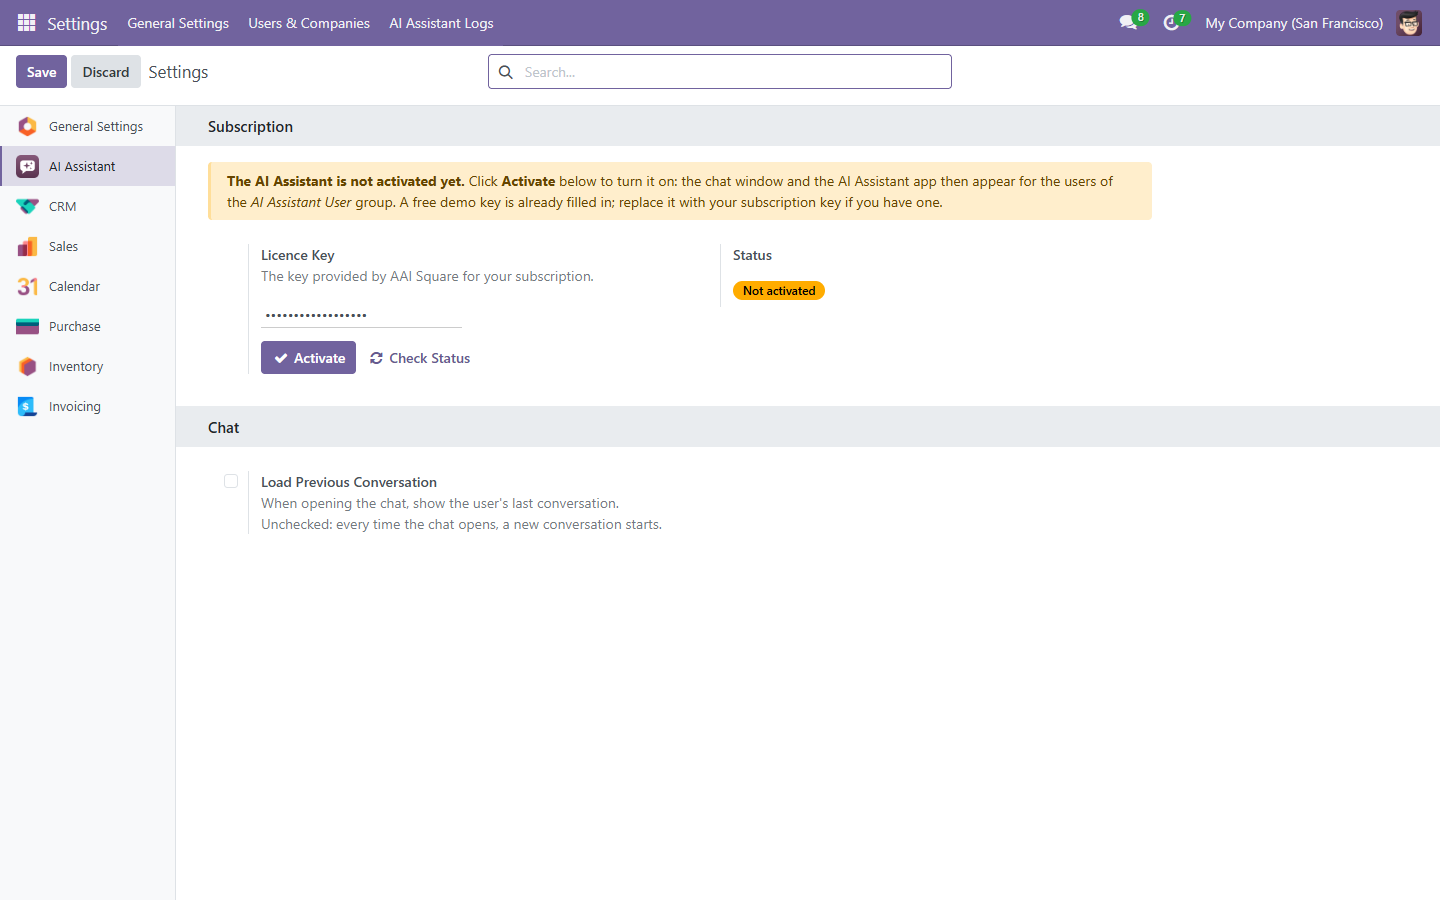 Settings General Settings Users & Companies AI Assistant Logs 8 7 My Company (San Francisco)
Save Discard Settings Search...
General Settings
AI Assistant
CRM
Sales
31 Calendar
Purchase
Inventory
$ Invoicing
Subscription
The AI Assistant is not activated yet. Click Activate below to turn it on: the chat window and the AI Assistant app then appear for the users of
the AI Assistant User group. A free demo key is already filled in; replace it with your subscription key if you have one.
Licence Key
The key provided by AAI Square for your subscription.
••••••••••••••••••
Activate Check Status
Status
Not activated
Chat
Load Previous Conversation
When opening the chat, show the user's last conversation.
Unchecked: every time the chat opens, a new conversation starts.